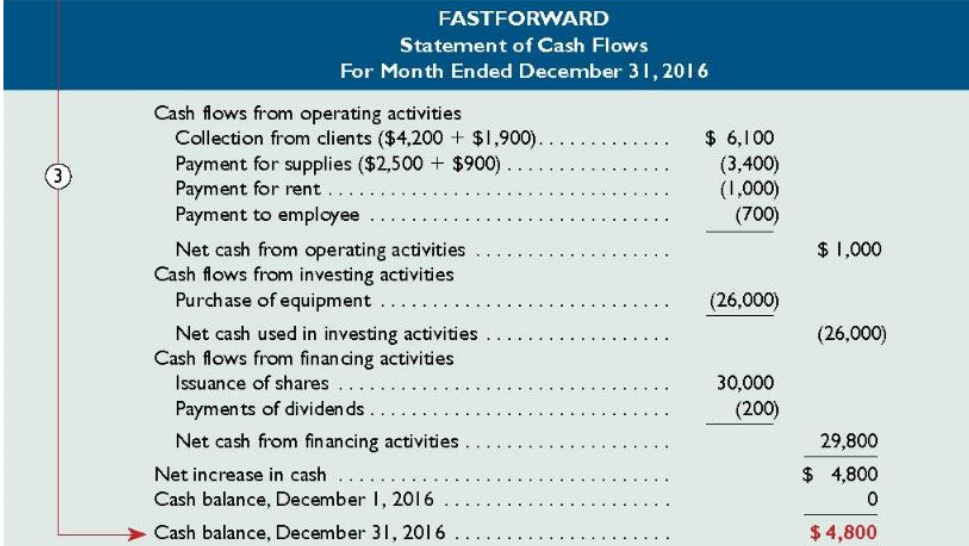 FASTFORWARD
Statement of Cash Flows
For Month Ended December 31, 2016
Cash flows from operating activities
Collection from clients ($4,200 + $1,900). . . . . . . . . . . . . $ 6,100
3
Payment for supplies ($2,500 + $900) . . . . . . . . . . . . . . . . (3,400)
Payment for rent . . . . . . . . . . . . . . . . . . . . . . . . . . . (1,000)
Payment to employee . . . . . . . . . . . . . . . . . . . . . . . . (700)
Net cash from operating activities . . . . . . . . . . . . . . . . . . . $ 1,000
Cash flows from investing activities
Purchase of equipment . . . . . . . . . . . . . . . . . . . . . . . (26,000)
Net cash used in investing activities . . . . . . . . . . . . . . . . . . (26,000)
Cash flows from financing activities
Issuance of shares . . . . . . . . . . . . . . . . . . . . . . . . . . 30,000
Payments of dividends . . . . . . . . . . . . . . . . . . . . . . . . (200)
Net cash from financing activities . . . . . . . . . . . . . . . . . . . 29,800
Net increase in cash . . . . . . . . . . . . . . . . . . . . . . . . . . $ 4,800
Cash balance, December 1, 2016 . . . . . . . . . . . . . . . . . . . . 0
Cash balance, December 31, 2016 . . . . . . . . . . . . . . . . . . . $ 4,800